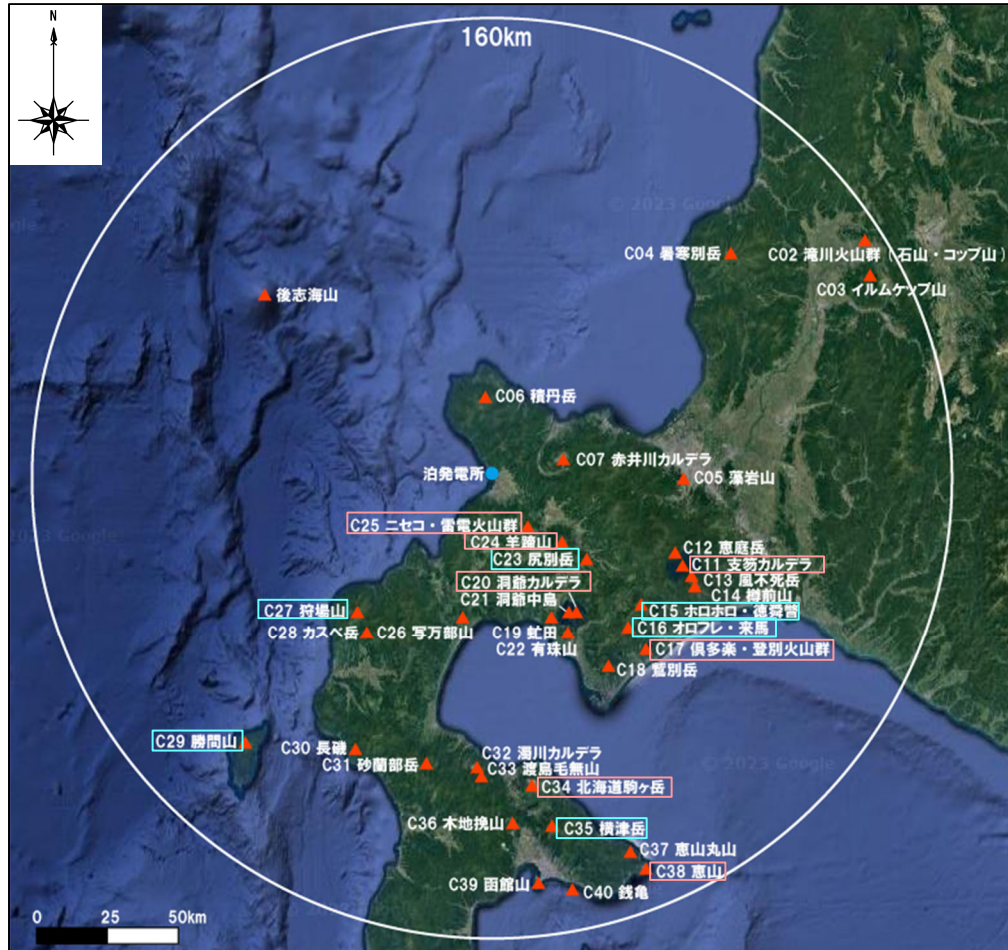 N
160km
© 2023 Google
C04 暑寒別岳
C02 滝川火山群（石山・コップ山）
C03 イルムケップ山
後志海山
C06 積丹岳
C07 赤井川カルデラ
泊発電所
C05 藻岩山
C25 ニセコ・雷電火山群
C24 羊蹄山
C23 尻別岳
C12 恵庭岳
C11 支笏カルデラ
C13 風不死岳
C14 樽前山
C20 洞爺カルデラ
C21 洞爺中島
C15 ホロホロ・徳舜瞥
C27 狩場山
C28 カスベ岳
C26 写万部山
C19 虻田
C16 オロフレ・来馬
C22 有珠山
C17 倶多楽・登別火山群
C18 鷲別岳
C29 勝澗山
C30 長磯
C31 砂蘭部岳
C32 濁川カルデラ
C33 渡島毛無山
© 2023 Google
C34 北海道駒ヶ岳
C36 木地挽山
C35 横津岳
C37 恵山丸山
C38 恵山
C39 函館山
C40 銭亀
0 25 50km